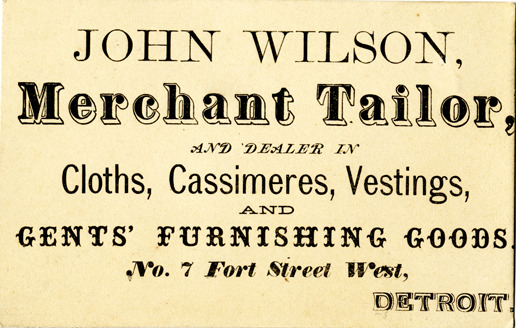 JOHN WILSON,
Merchant Tailor,
AND DEALER IN
Cloths, Cassimeres, Vestings,
AND
GENTS' FURNISHING GOODS.
No. 7 Fort Street West,
DETROIT.